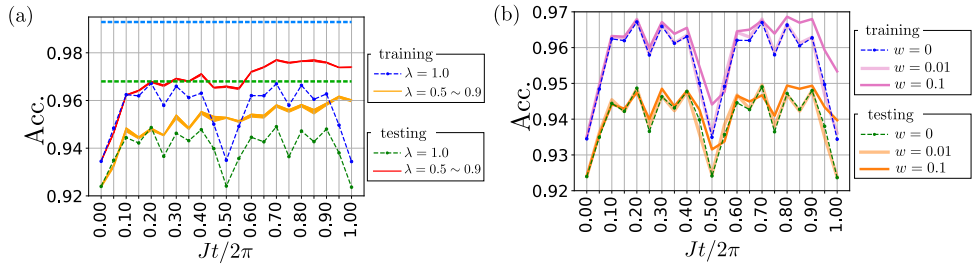 (a)
Acc.
0.98
0.96
0.94
0.92
0.00
0.10
0.20
0.30
0.40
0.50
0.60
0.70
0.80
0.90
1.00
Jt/2π
training
λ = 1.0
λ = 0.5 ~ 0.9
testing
λ = 1.0
λ = 0.5 ~ 0.9
(b)
Acc.
0.97
0.96
0.95
0.94
0.93
0.92
0.00
0.10
0.20
0.30
0.40
0.50
0.60
0.70
0.80
0.90
1.00
Jt/2π
training
w = 0
w = 0.01
w = 0.1
testing
w = 0
w = 0.01
w = 0.1